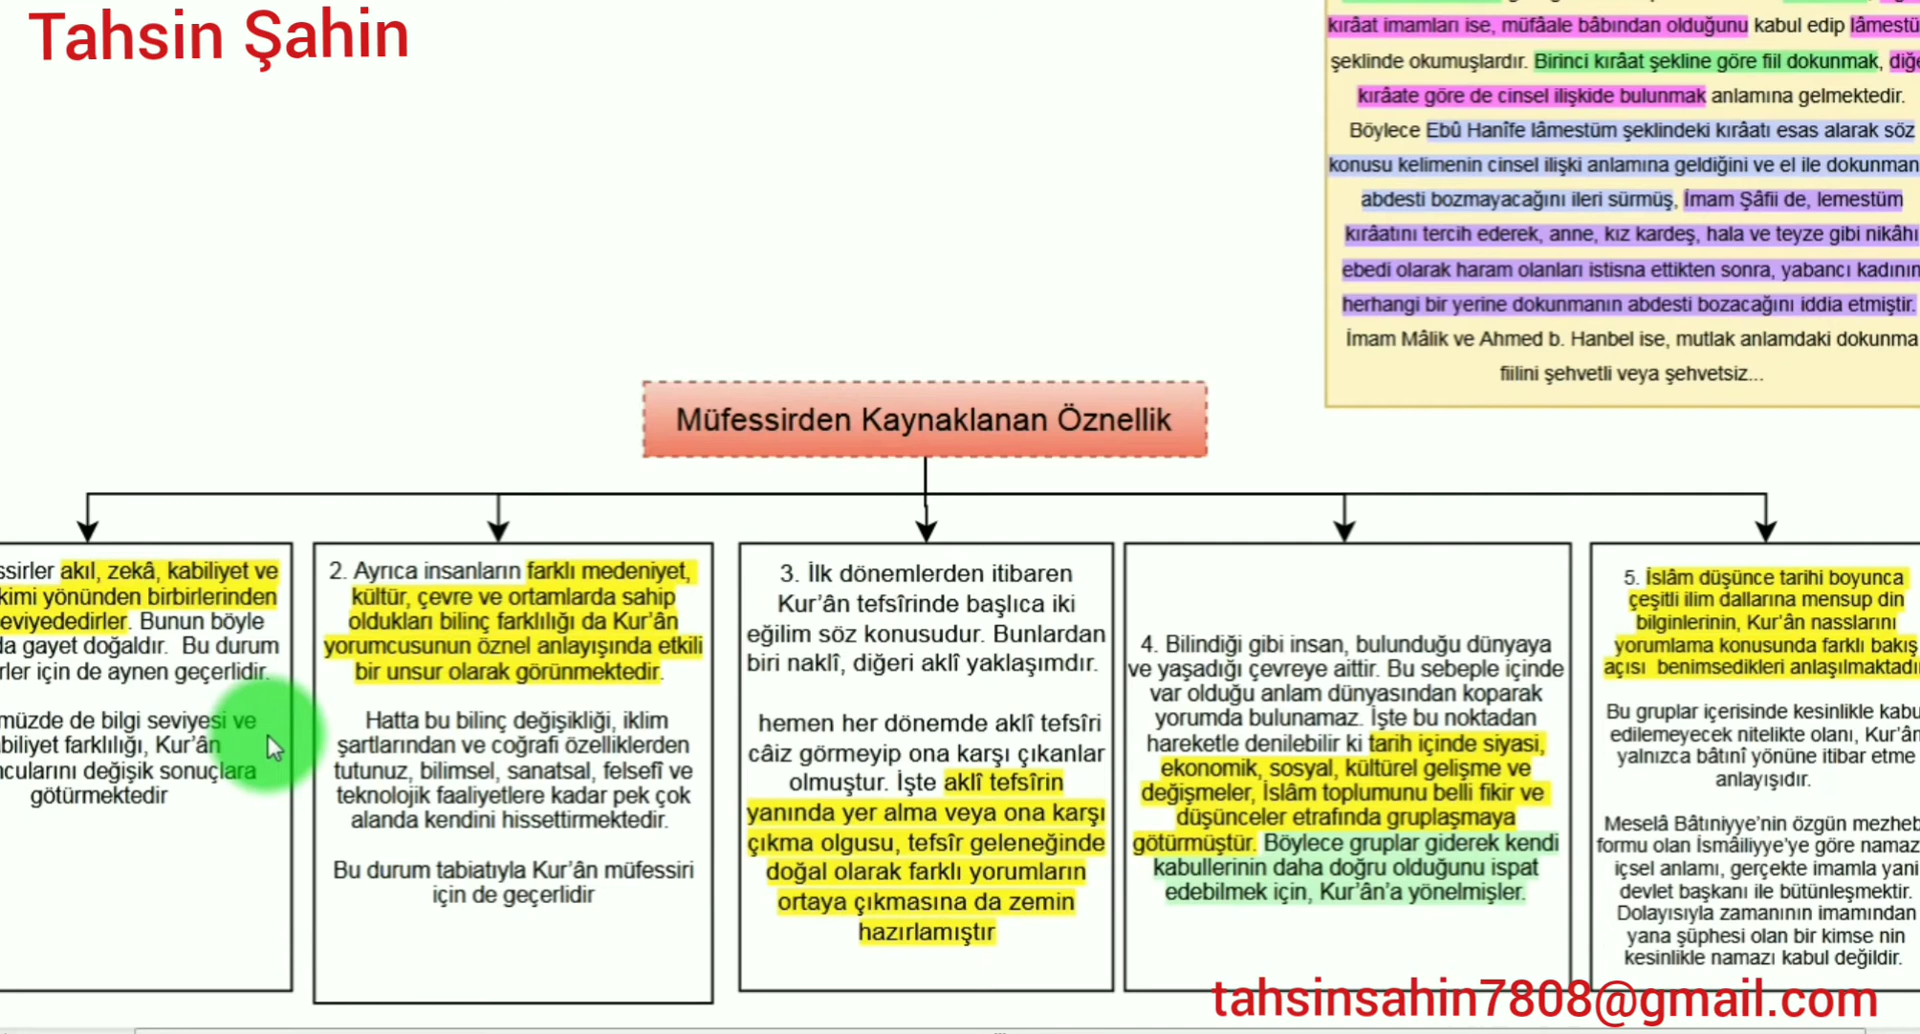 Tahsin Şahin
kırâat imamları ise, müfâale bâbından olduğunu kabul edip lâmestü
şeklinde okumuşlardır. Birinci kırâat şekline göre fiil dokunmak, diğe
kırâate göre de cinsel ilişkide bulunmak anlamına gelmektedir.
Böylece Ebû Hanîfe lâmestüm şeklindeki kırâatı esas alarak söz
konusu kelimenin cinsel ilişki anlamına geldiğini ve el ile dokunman
abdesti bozmayacağını ileri sürmüş, İmam Şâfii de, lemestüm
kırâatını tercih ederek, anne, kız kardeş, hala ve teyze gibi nikâhı
ebedi olarak haram olanları istisna ettikten sonra, yabancı kadının
herhangi bir yerine dokunmanın abdesti bozacağını iddia etmiştir.
İmam Mâlik ve Ahmed b. Hanbel ise, mutlak anlamdaki dokunma
fiilini şehvetli veya şehvetsiz...
Müfessirden Kaynaklanan Öznellik
ssirler akıl, zekâ, kabiliyet ve
kimi yönünden birbirlerinden
eviyededirler. Bunun böyle
da gayet doğaldır. Bu durum
rler için de aynen geçerlidir.
müzde de bilgi seviyesi ve
biliyet farklılığı, Kur'ân
ncularını değişik sonuçlara
götürmektedir
2. Ayrıca insanların farklı medeniyet,
kültür, çevre ve ortamlarda sahip
oldukları bilinç farklılığı da Kur'ân
yorumcusunun öznel anlayışında etkili
bir unsur olarak görünmektedir.
Hatta bu bilinç değişikliği, iklim
şartlarından ve coğrafi özelliklerden
tutunuz, bilimsel, sanatsal, felsefî ve
teknolojik faaliyetlere kadar pek çok
alanda kendini hissettirmektedir.
Bu durum tabiatıyla Kur'ân müfessiri
için de geçerlidir
3. İlk dönemlerden itibaren
Kur'ân tefsîrinde başlıca iki
eğilim söz konusudur. Bunlardan
biri naklî, diğeri aklî yaklaşımdır.
hemen her dönemde aklî tefsîri
câiz görmeyip ona karşı çıkanlar
olmuştur. İşte aklî tefsîrin
yanında yer alma veya ona karşı
çıkma olgusu, tefsîr geleneğinde
doğal olarak farklı yorumların
ortaya çıkmasına da zemin
hazırlamıştır
4. Bilindiği gibi insan, bulunduğu dünyaya
ve yaşadığı çevreye aittir. Bu sebeple içinde
var olduğu anlam dünyasından koparak
yorumda bulunamaz. İşte bu noktadan
hareketle denilebilir ki tarih içinde siyasi,
ekonomik, sosyal, kültürel gelişme ve
değişmeler, İslâm toplumunu belli fikir ve
düşünceler etrafında gruplaşmaya
götürmüştür. Böylece gruplar giderek kendi
kabullerinin daha doğru olduğunu ispat
edebilmek için, Kur'ân'a yönelmişler.
5. İslâm düşünce tarihi boyunca
çeşitli ilim dallarına mensup din
bilginlerinin, Kur'ân nasslarını
yorumlama konusunda farklı bakış
açısı benimsedikleri anlaşılmaktadı
Bu gruplar içerisinde kesinlikle kabu
edilemeyecek nitelikte olanı, Kur'ân
yalnızca bâtınî yönüne itibar etme
anlayışıdır.
Meselâ Bâtıniyye'nin özgün mezheb
formu olan İsmâiliyye'ye göre namaz
içsel anlamı, gerçekte imamla yani
devlet başkanı ile bütünleşmektir.
Dolayısıyla zamanının imamından
yana şüphesi olan bir kimse nin
kesinlikle namazı kabul değildir.
tahsinsahin7808@gmail.com